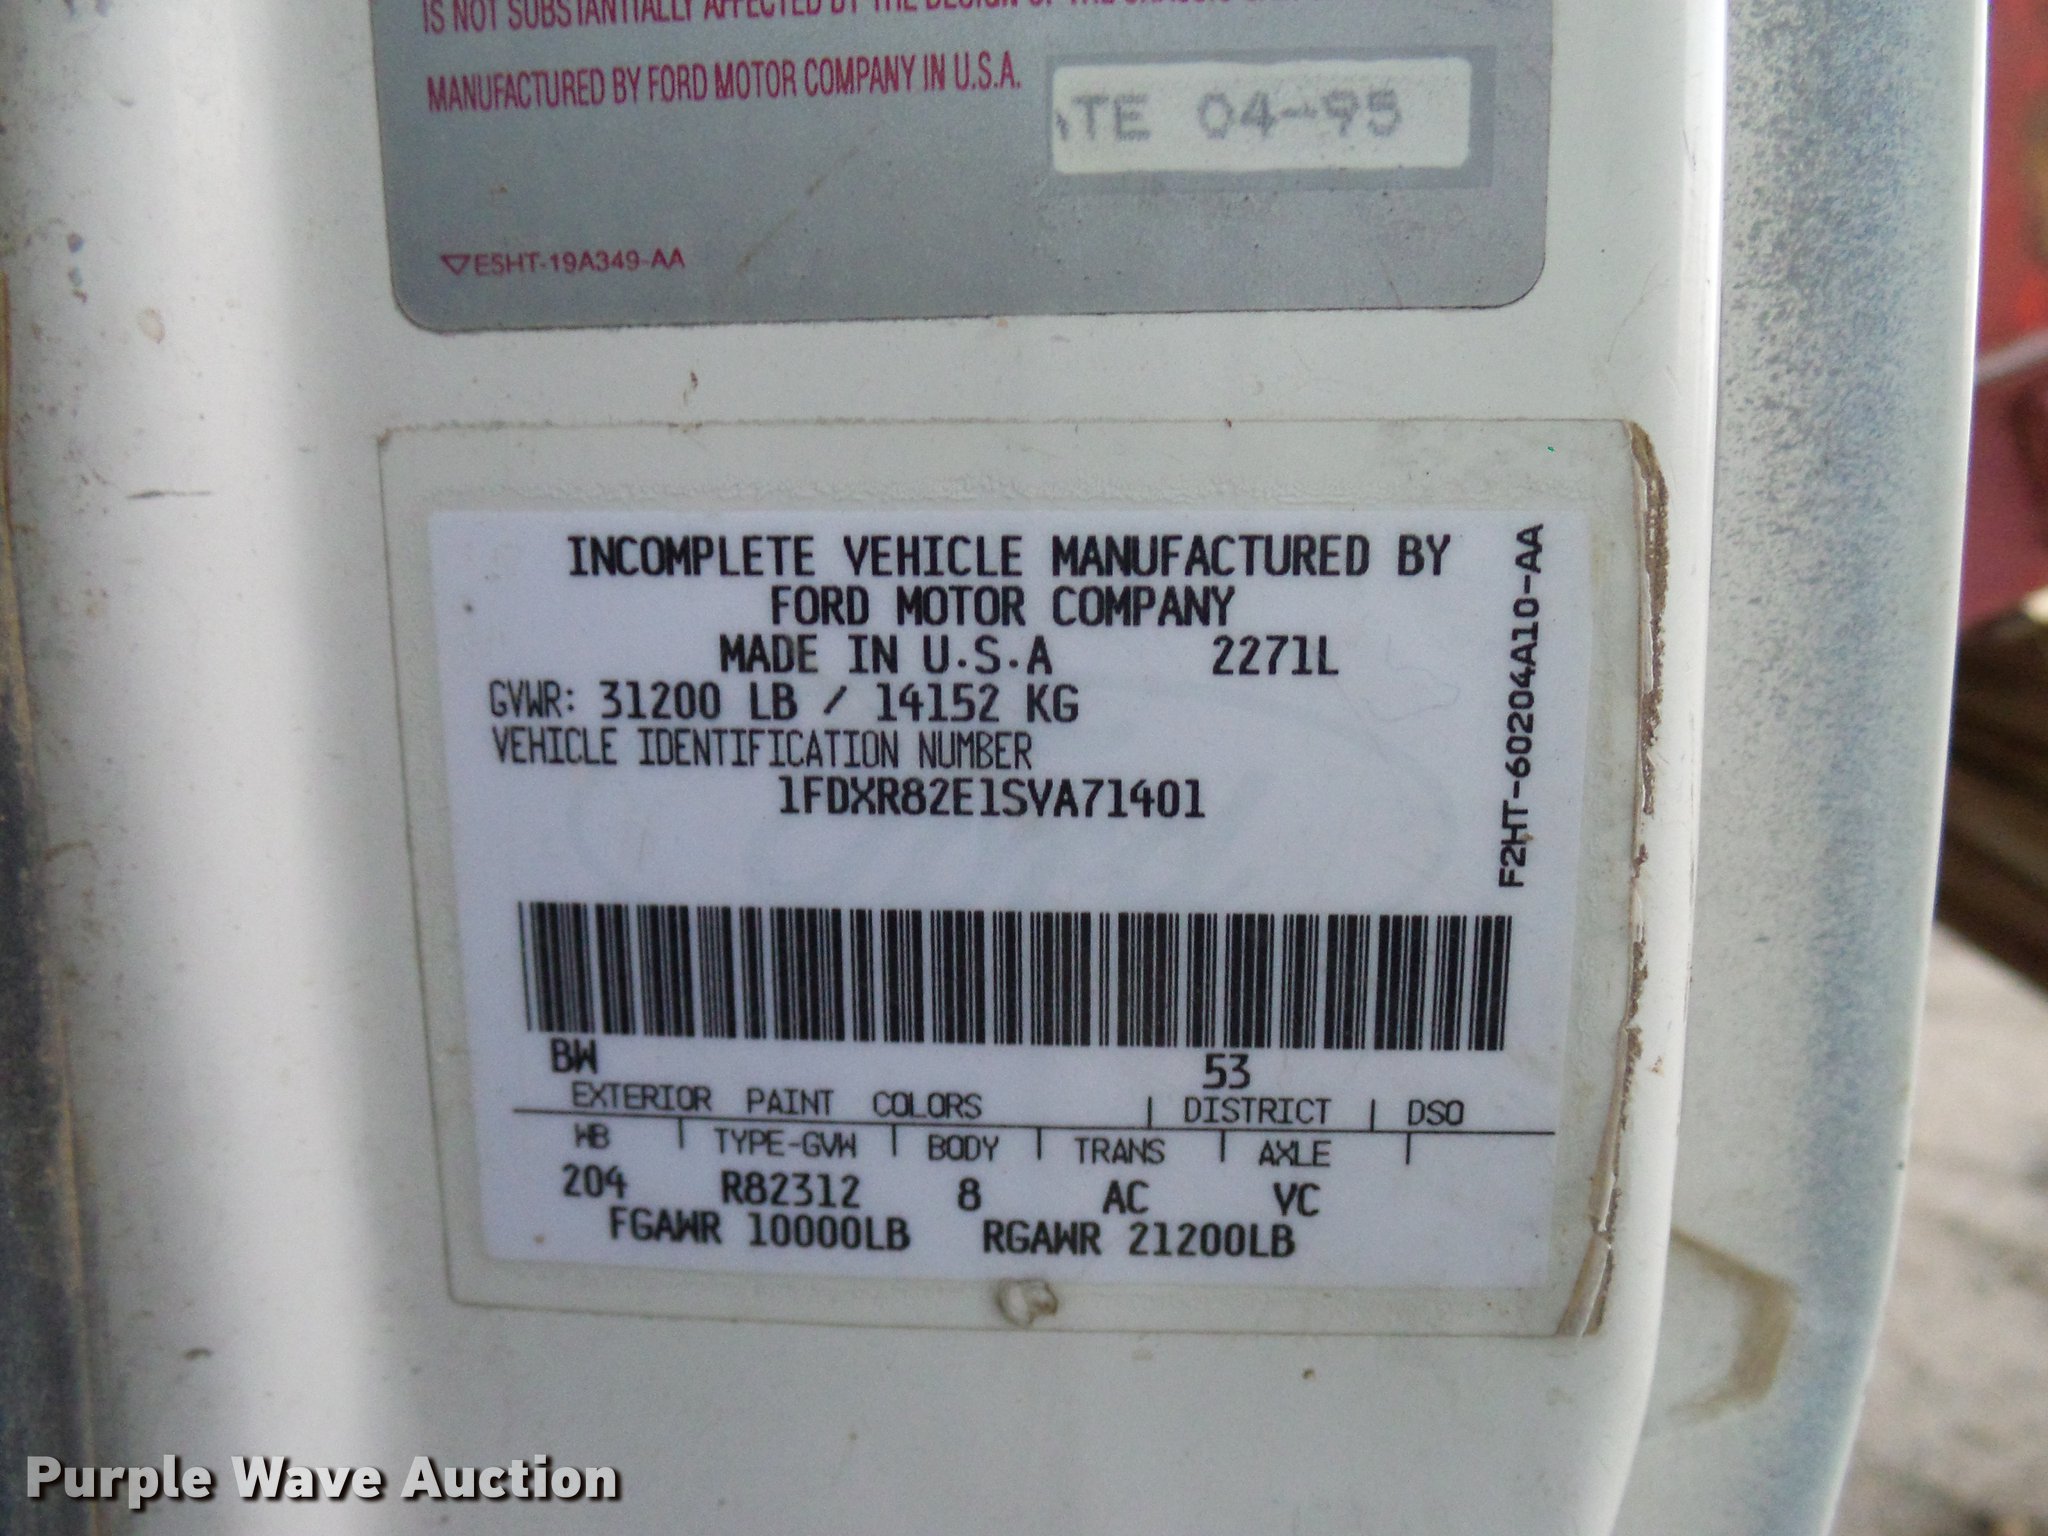 IS NOT SUBSTANTIALLY AFFECTED BY THE DESIGN OF THE CHASSIS
MANUFACTURED BY FORD MOTOR COMPANY IN U.S.A.
ATE 04-95
E5HT-19A349-AA
INCOMPLETE VEHICLE MANUFACTURED BY
FORD MOTOR COMPANY
MADE IN U.S.A 2271L
GVWR: 31200 LB / 14152 KG
VEHICLE IDENTIFICATION NUMBER
1FDXR82E1SVA71401
F2HT-60204A10-AA
BW 53
EXTERIOR PAINT COLORS | DISTRICT | DSO
WB | TYPE-GVW | BODY | TRANS | AXLE |
204 R82312 8 AC VC
FGAWR 10000LB RGAWR 21200LB
Purple Wave Auction